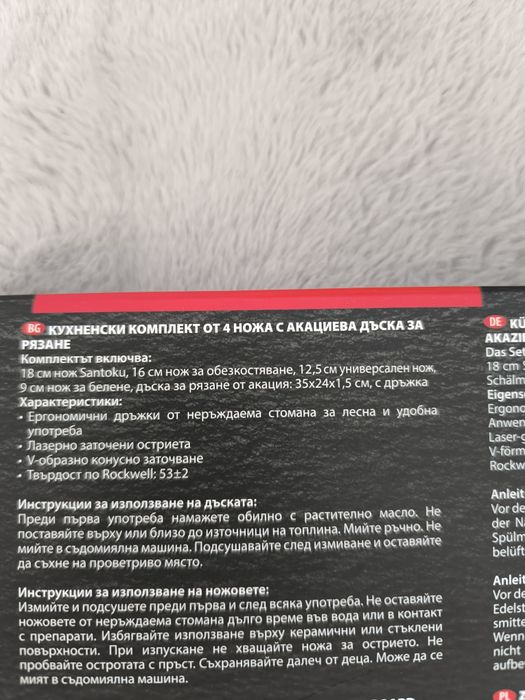 BG КУХНЕНСКИ КОМПЛЕКТ ОТ 4 НОЖА С АКАЦИЕВА ДЪСКА ЗА
РЯЗАНЕ
Комплектът включва:
18 см нож Santoku, 16 см нож за обезкостяване, 12,5 см универсален нож,
9 см нож за белене, дъска за рязане от акация: 35x24x1,5 см, с дръжка
Характеристики:
• Ергономични дръжки от неръждаема стомана за лесна и удобна
употреба
• Лазерно заточени остриета
• V-образно конусно заточване
• Твърдост по Rockwell: 53±2
Инструкции за използване на дъската:
Преди първа употреба намажете обилно с растително масло. Не
поставяйте върху или близо до източници на топлина. Мийте ръчно. Не
мийте в съдомиялна машина. Подсушавайте след измиване и оставяйте
да съхне на проветриво място.
Инструкции за използване на ножовете:
Измийте и подсушете преди първа и след всяка употреба. Не оставяйте
ножовете от неръждаема стомана дълго време във вода или в контакт
с препарати. Избягвайте използване върху керамични или стъклени
повърхности. При изпускане не хващайте ножа за острието. Не
пробвайте остротата с пръст. Съхранявайте далеч от деца. Може да се
мият в съдомиялна машина.
DE KÜ
AKAZI
Das Set
18 cm S
Schälm
Eigens
Ergono
Anwen
Laser-g
V-förm
Rockw
Anleit
Vor de
der N
Spülm
belüft
Anleit
Vor de
Edelst
smitte
Wenn
nicht
aufbe
PL